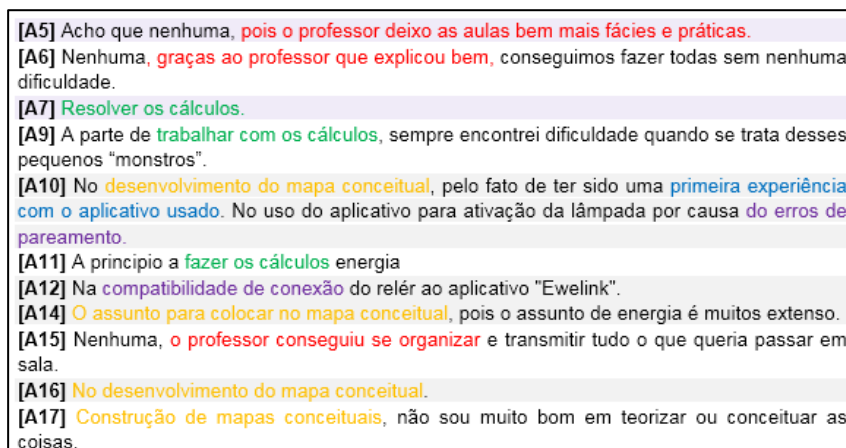 [A5] Acho que nenhuma, pois o professor deixo as aulas bem mais fácies e práticas.
[A6] Nenhuma, graças ao professor que explicou bem, conseguimos fazer todas sem nenhuma
dificuldade.
[A7] Resolver os cálculos.
[A9] A parte de trabalhar com os cálculos, sempre encontrei dificuldade quando se trata desses
pequenos “monstros”.
[A10] No desenvolvimento do mapa conceitual, pelo fato de ter sido uma primeira experiência
com o aplicativo usado. No uso do aplicativo para ativação da lâmpada por causa do erros de
pareamento.
[A11] A principio a fazer os cálculos energia
[A12] Na compatibilidade de conexão do relér ao aplicativo "Ewelink".
[A14] O assunto para colocar no mapa conceitual, pois o assunto de energia é muitos extenso.
[A15] Nenhuma, o professor conseguiu se organizar e transmitir tudo o que queria passar em
sala.
[A16] No desenvolvimento do mapa conceitual.
[A17] Construção de mapas conceituais, não sou muito bom em teorizar ou conceituar as
coisas.